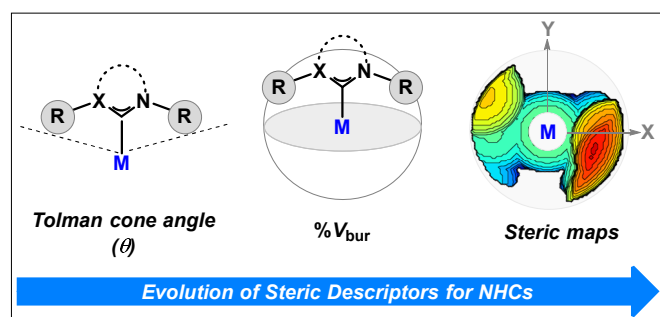 R X N R
M
Tolman cone angle
(θ)
R X N R
M
%Vbur
Y
M X
Steric maps
Evolution of Steric Descriptors for NHCs